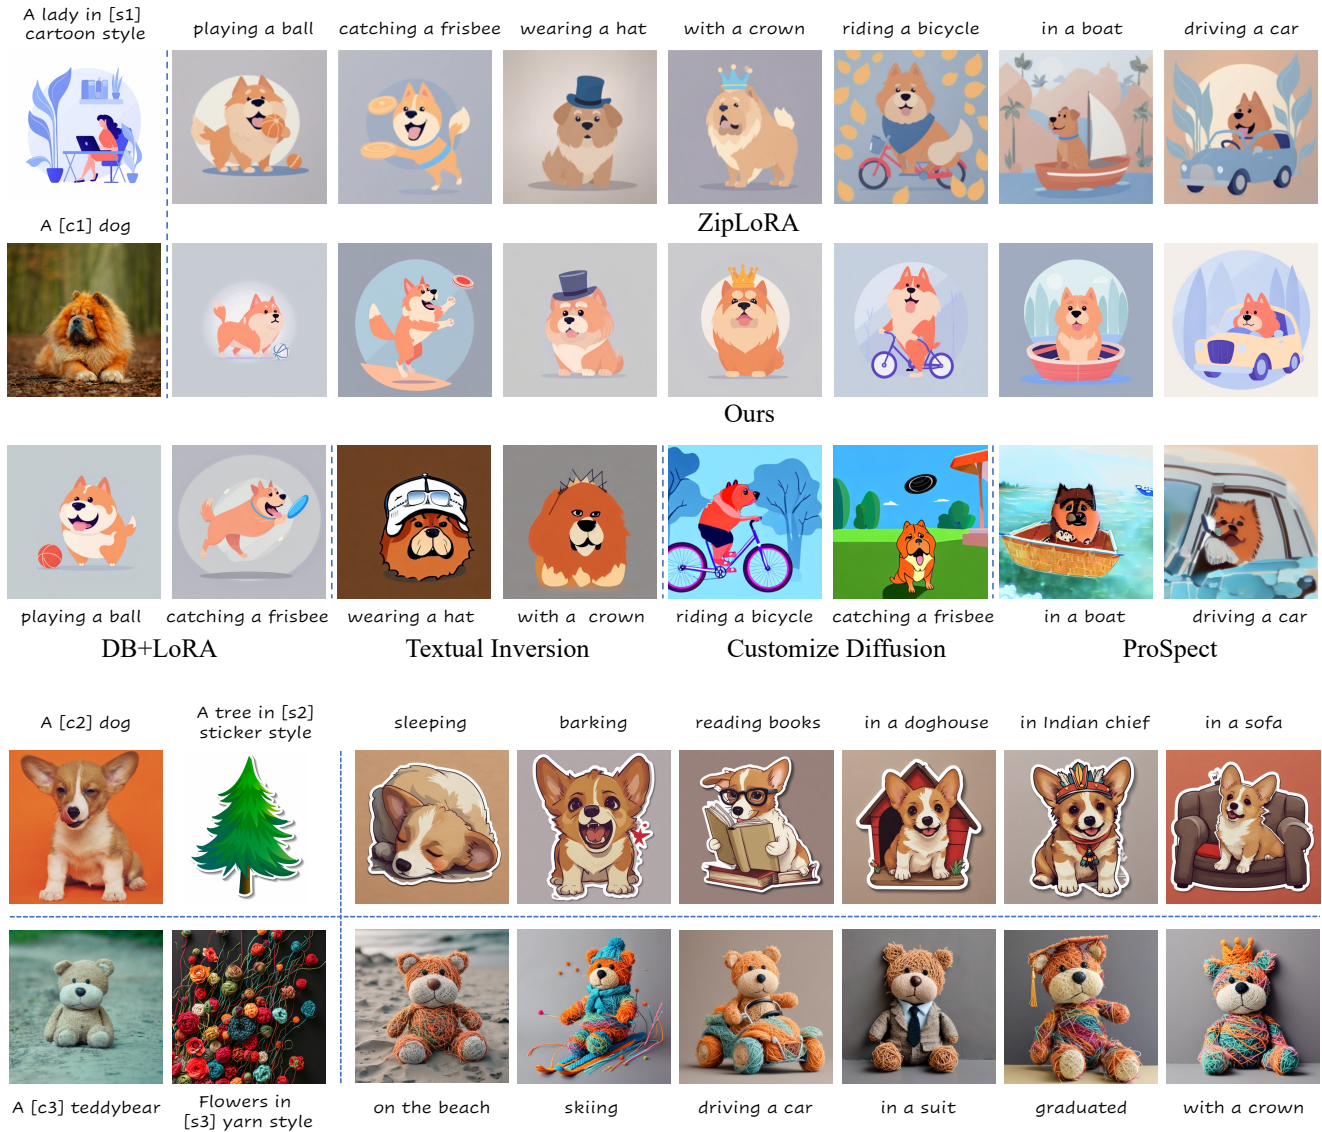 A lady in [s1]
cartoon style
playing a ball
catching a frisbee
wearing a hat
with a crown
riding a bicycle
in a boat
driving a car
A [c1] dog
ZipLoRA
Ours
playing a ball
catching a frisbee
wearing a hat
with a crown
riding a bicycle
catching a frisbee
in a boat
driving a car
DB+LoRA
Textual Inversion
Customize Diffusion
ProSpect
A [c2] dog
A tree in [s2]
sticker style
sleeping
barking
reading books
in a doghouse
in Indian chief
in a sofa
A [c3] teddybear
Flowers in
[s3] yarn style
on the beach
skiing
driving a car
in a suit
graduated
with a crown